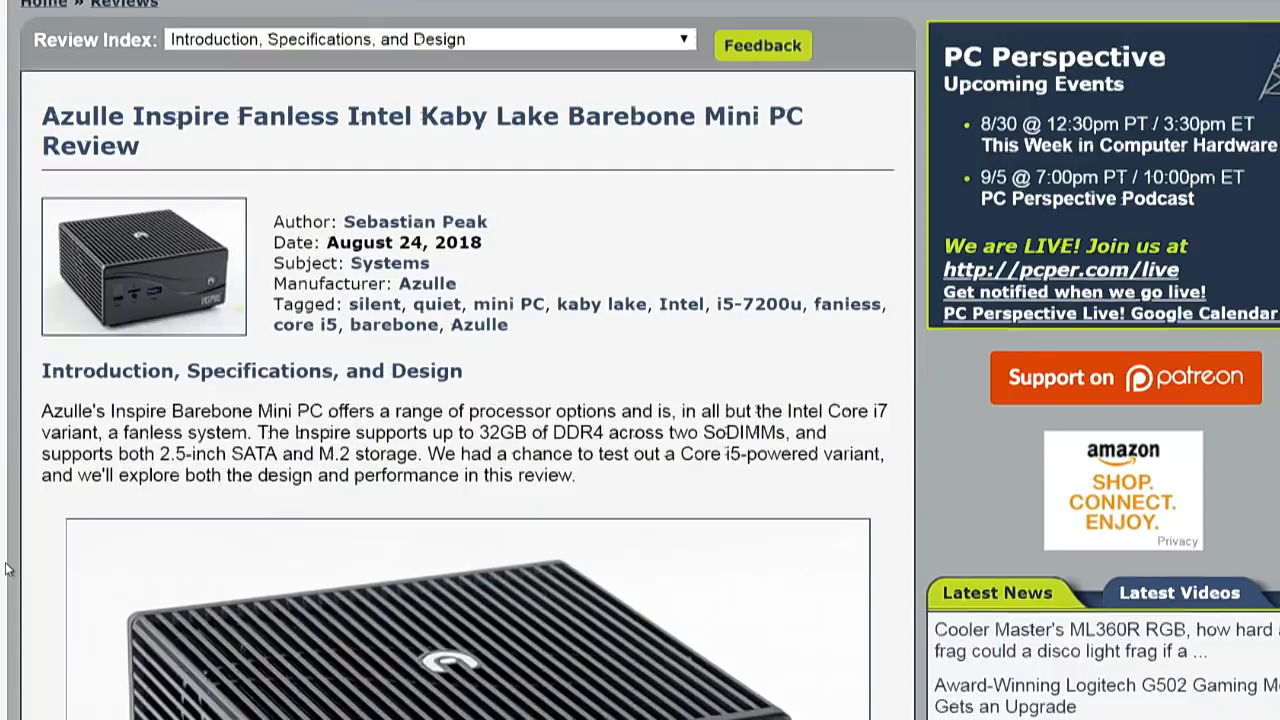 Home » Reviews
Review Index: Introduction, Specifications, and Design
Feedback
Azulle Inspire Fanless Intel Kaby Lake Barebone Mini PC
Review
Author: Sebastian Peak
Date: August 24, 2018
Subject: Systems
Manufacturer: Azulle
Tagged: silent, quiet, mini PC, kaby lake, Intel, i5-7200u, fanless,
core i5, barebone, Azulle
Introduction, Specifications, and Design
Azulle's Inspire Barebone Mini PC offers a range of processor options and is, in all but the Intel Core i7
variant, a fanless system. The Inspire supports up to 32GB of DDR4 across two SoDIMMs, and
supports both 2.5-inch SATA and M.2 storage. We had a chance to test out a Core i5-powered variant,
and we'll explore both the design and performance in this review.
PC Perspective
Upcoming Events
• 8/30 @ 12:30pm PT / 3:30pm ET
This Week in Computer Hardware
• 9/5 @ 7:00pm PT / 10:00pm ET
PC Perspective Podcast
We are LIVE! Join us at
http://pcper.com/live
Get notified when we go live!
PC Perspective Live! Google Calendar
Support on patreon
amazon
SHOP.
CONNECT.
ENJOY.
Privacy
Latest News
Latest Videos
Cooler Master's ML360R RGB, how hard
frag could a disco light frag if a ...
Award-Winning Logitech G502 Gaming
Gets an Upgrade